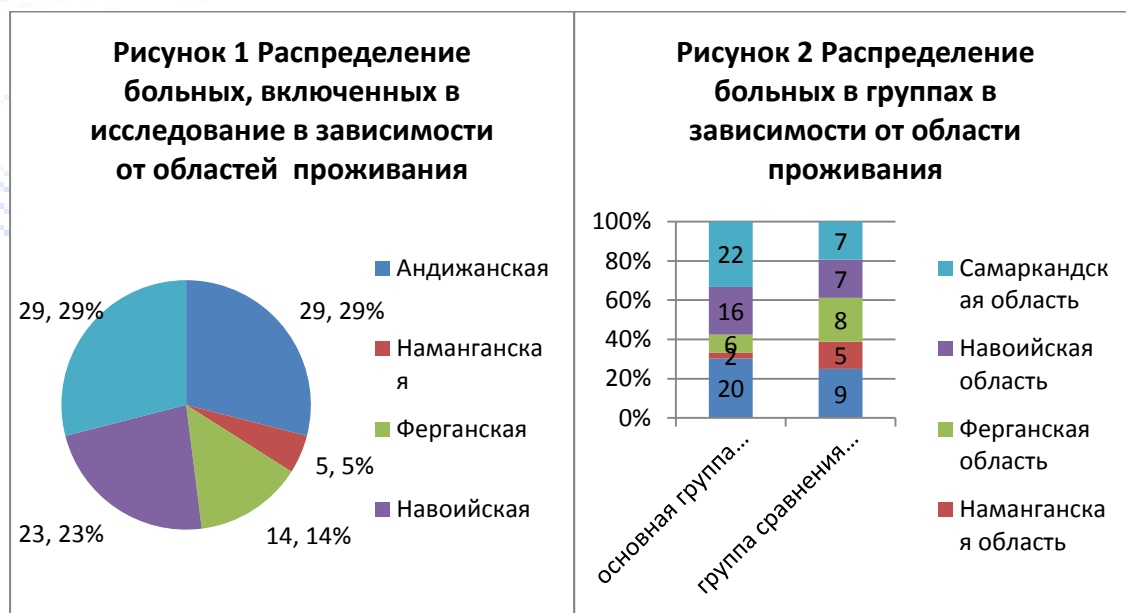 Рисунок 1 Распределение
больных, включенных в
исследование в зависимости
от областей проживания
29, 29%
29, 29%
5, 5%
14, 14%
23, 23%
Андижанская
Наманганска
я
Ферганская
Навоийская
Рисунок 2 Распределение
больных в группах в
зависимости от области
проживания
100%
80%
60%
40%
20%
0%
22
16
6
2
20
7
7
8
5
9
основная группа...
группа сравнения...
Самаркандск
ая область
Навоийская
область
Ферганская
область
Наманганска
я область